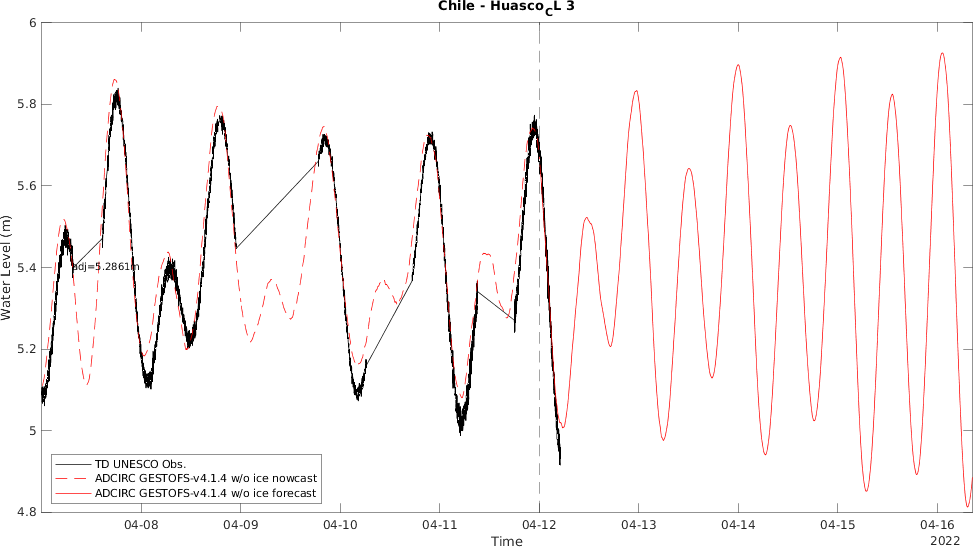 Chile - HuascoCL 3
6
5.8
5.6
5.4
5.2
5
4.8
Water Level (m)
adj=5.2861m
TD UNESCO Obs.
ADCIRC GESTOFS-v4.1.4 w/o ice nowcast
ADCIRC GESTOFS-v4.1.4 w/o ice forecast
04-08 04-09 04-10 04-11 04-12 04-13 04-14 04-15 04-16
Time 2022